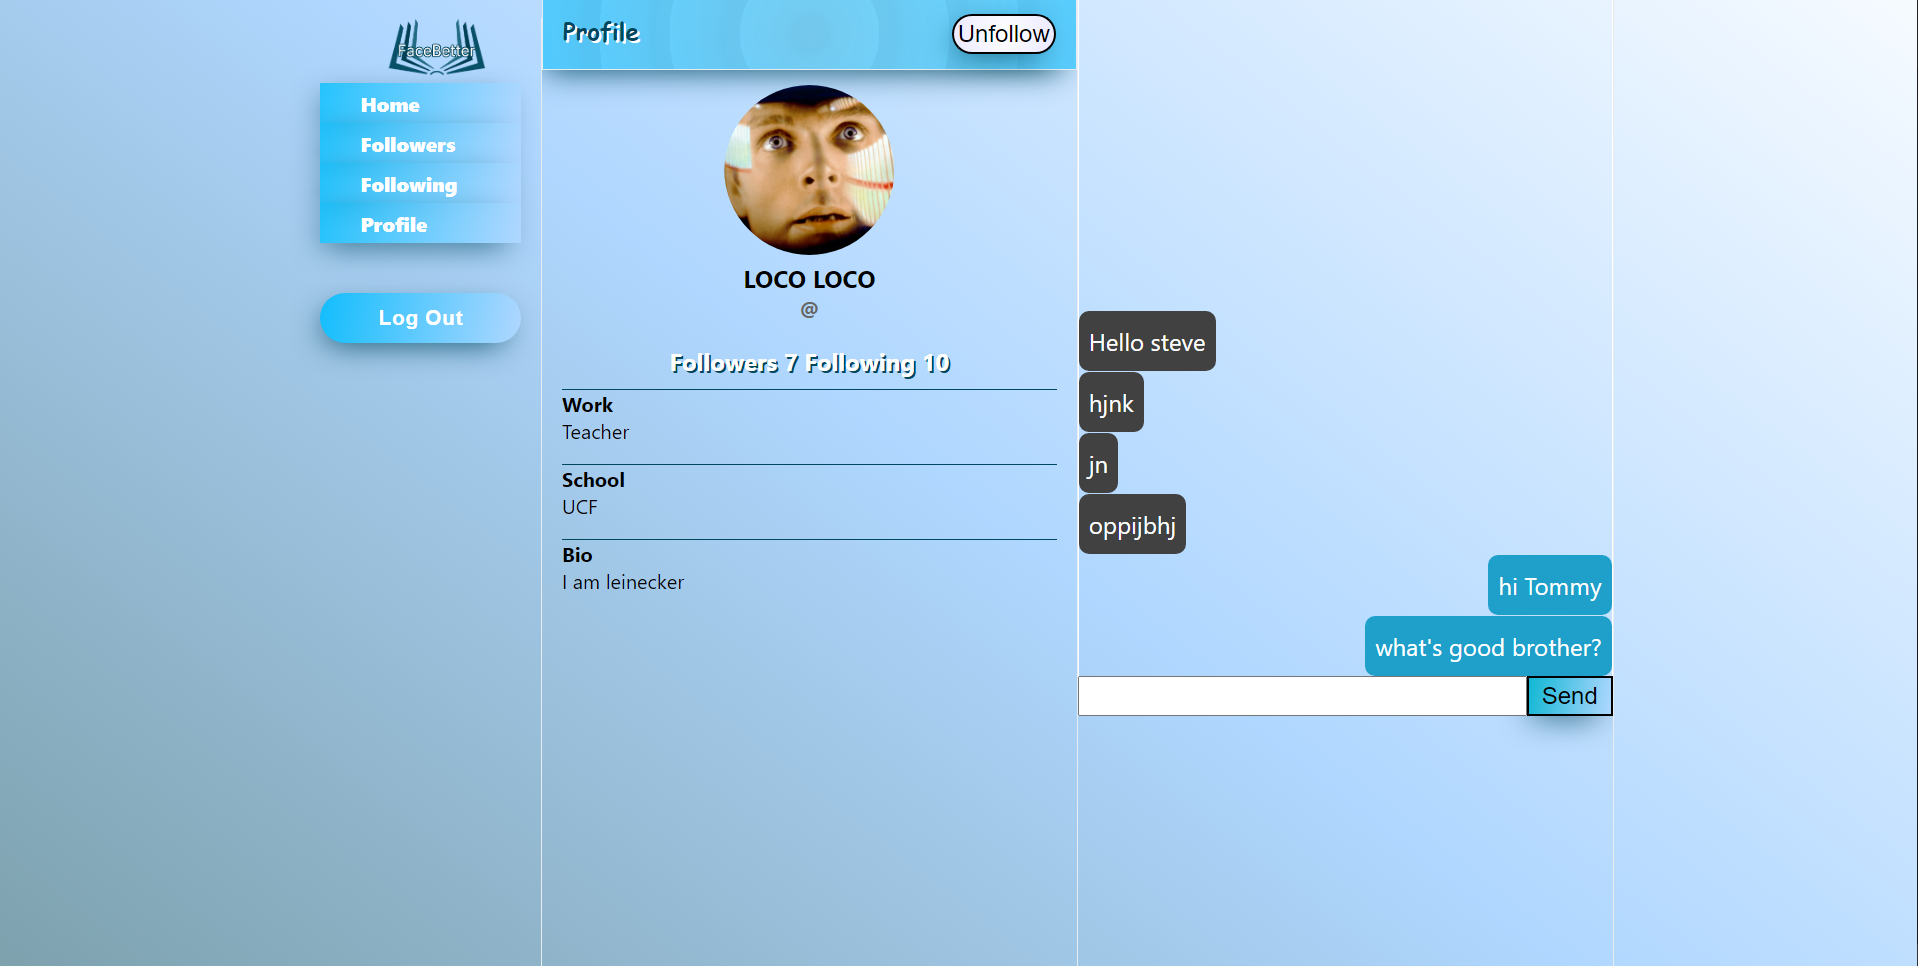 FaceBetter
Home
Followers
Following
Profile
Log Out
Profile
Unfollow
LOCO LOCO
@
Followers 7 Following 10
Work
Teacher
School
UCF
Bio
I am leinecker
Hello steve
hjnk
jn
oppijbhj
hi Tommy
what's good brother?
Send